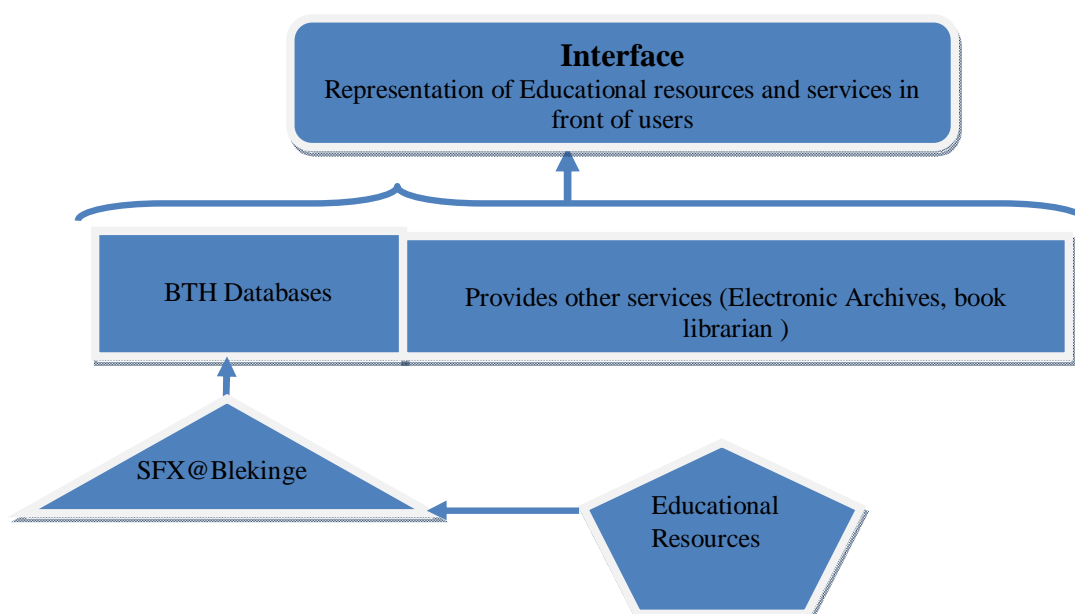 Interface
Representation of Educational resources and services in
front of users
BTH Databases
Provides other services (Electronic Archives, book
librarian )
SFX@Blekinge
Educational
Resources